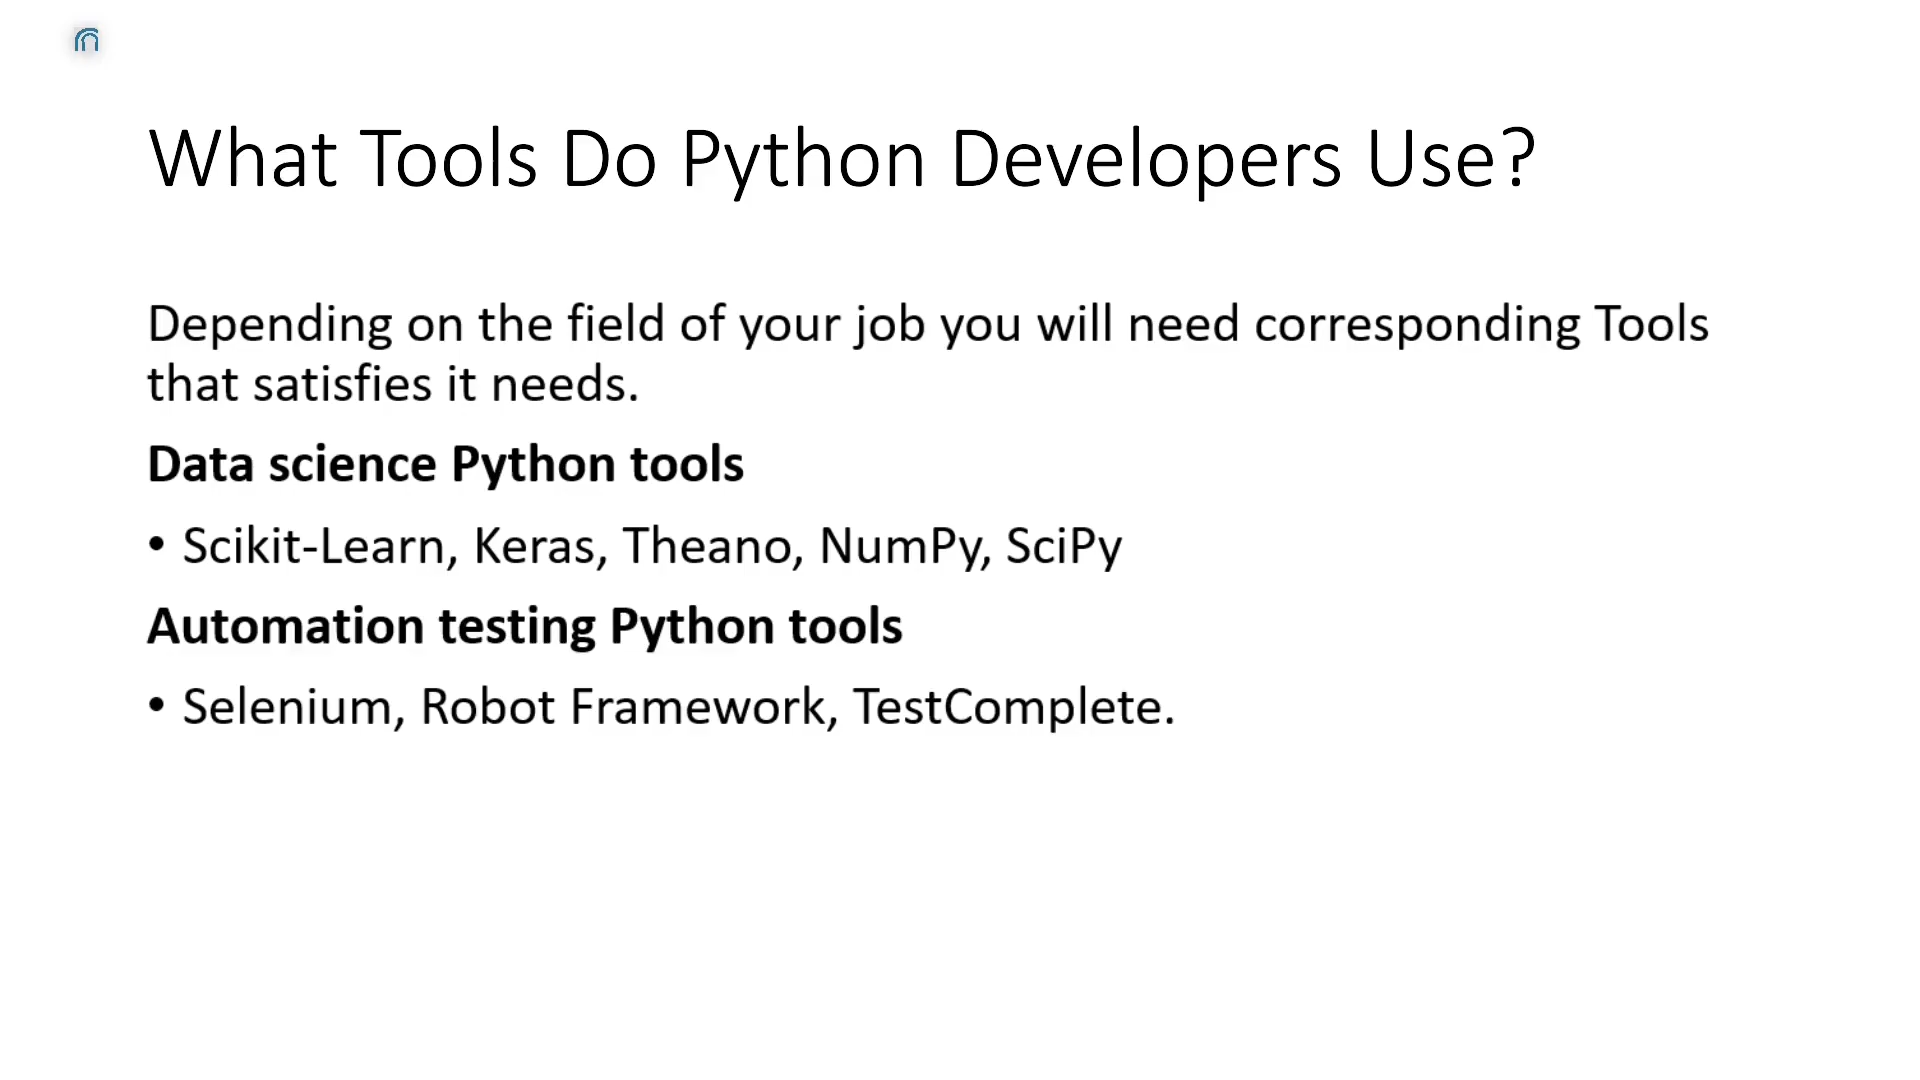 What Tools Do Python Developers Use?
Depending on the field of your job you will need corresponding Tools
that satisfies it needs.
Data science Python tools
• Scikit-Learn, Keras, Theano, NumPy, SciPy
Automation testing Python tools
• Selenium, Robot Framework, TestComplete.